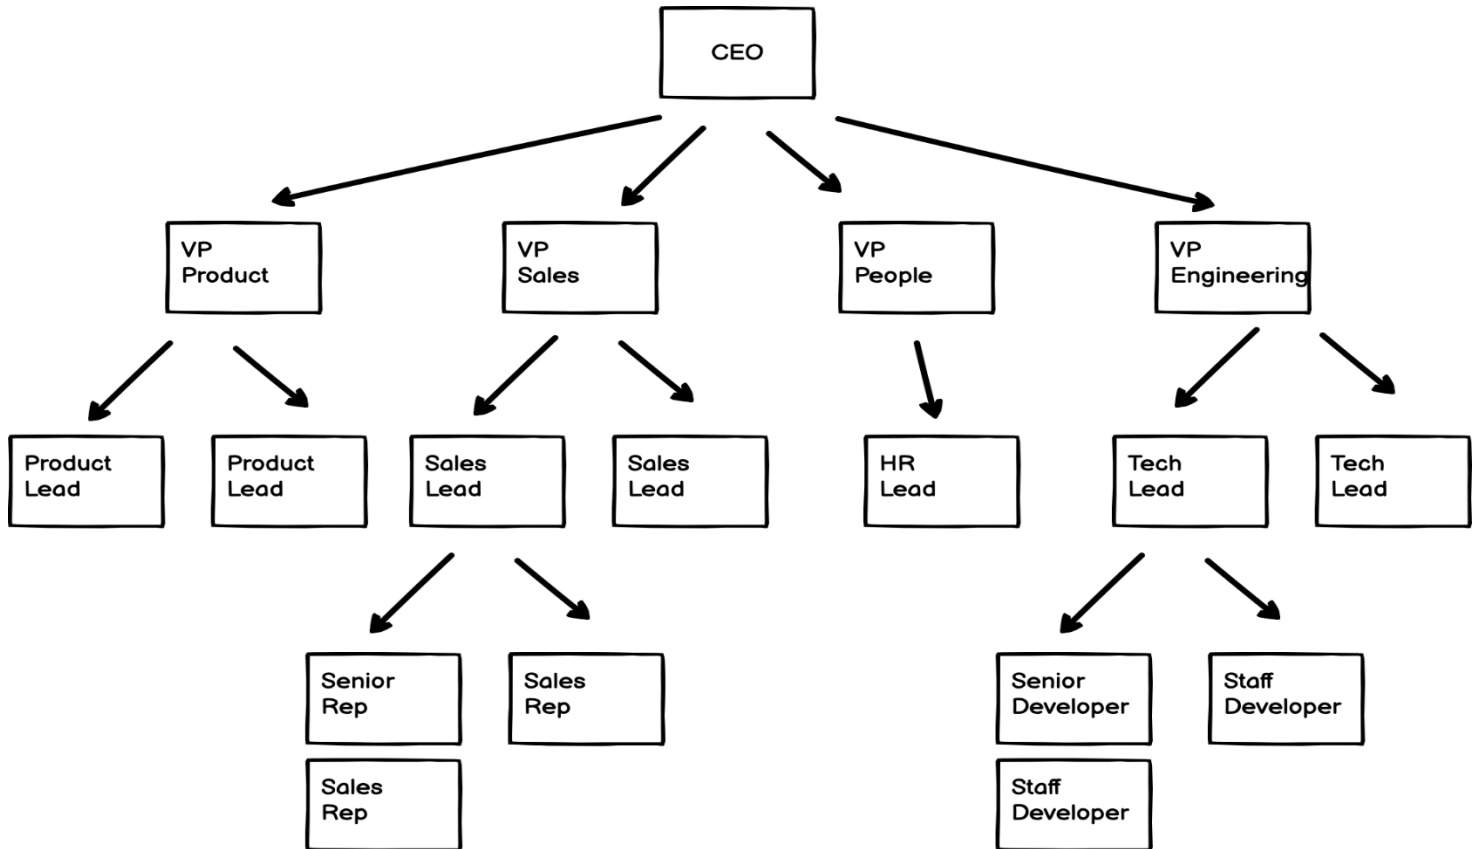 CEO
VP
Product
VP
Sales
VP
People
VP
Engineering
Product
Lead
Product
Lead
Sales
Lead
Sales
Lead
HR
Lead
Tech
Lead
Tech
Lead
Senior
Rep
Sales
Rep
Senior
Developer
Staff
Developer
Sales
Rep
Staff
Developer